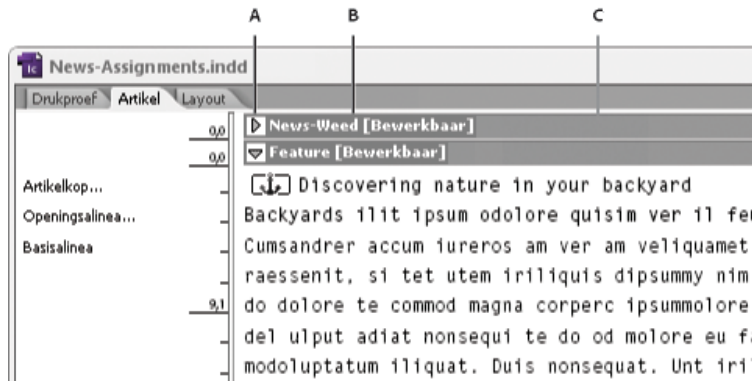 A B C
News-Assignments.indd
Drukproef Artikel Layout
0,0 News-Weed [Bewerkbaar]
0,0 Feature [Bewerkbaar]
Artikelkop... Discovering nature in your backyard
Openingsalinea... Backyards ilit ipsum odolore quisim ver il feu
Basisalinea Cumsandrer accum iureros am ver am veliquamet
raessenit, si tet utem iriliquis dipsummy nim
9,1 do dolore te commod magna corperc ipsummolore
del ulput adiat nonsequi te do od molore eu fa
modoluptatum iliquat. Duis nonsequat. Unt iril